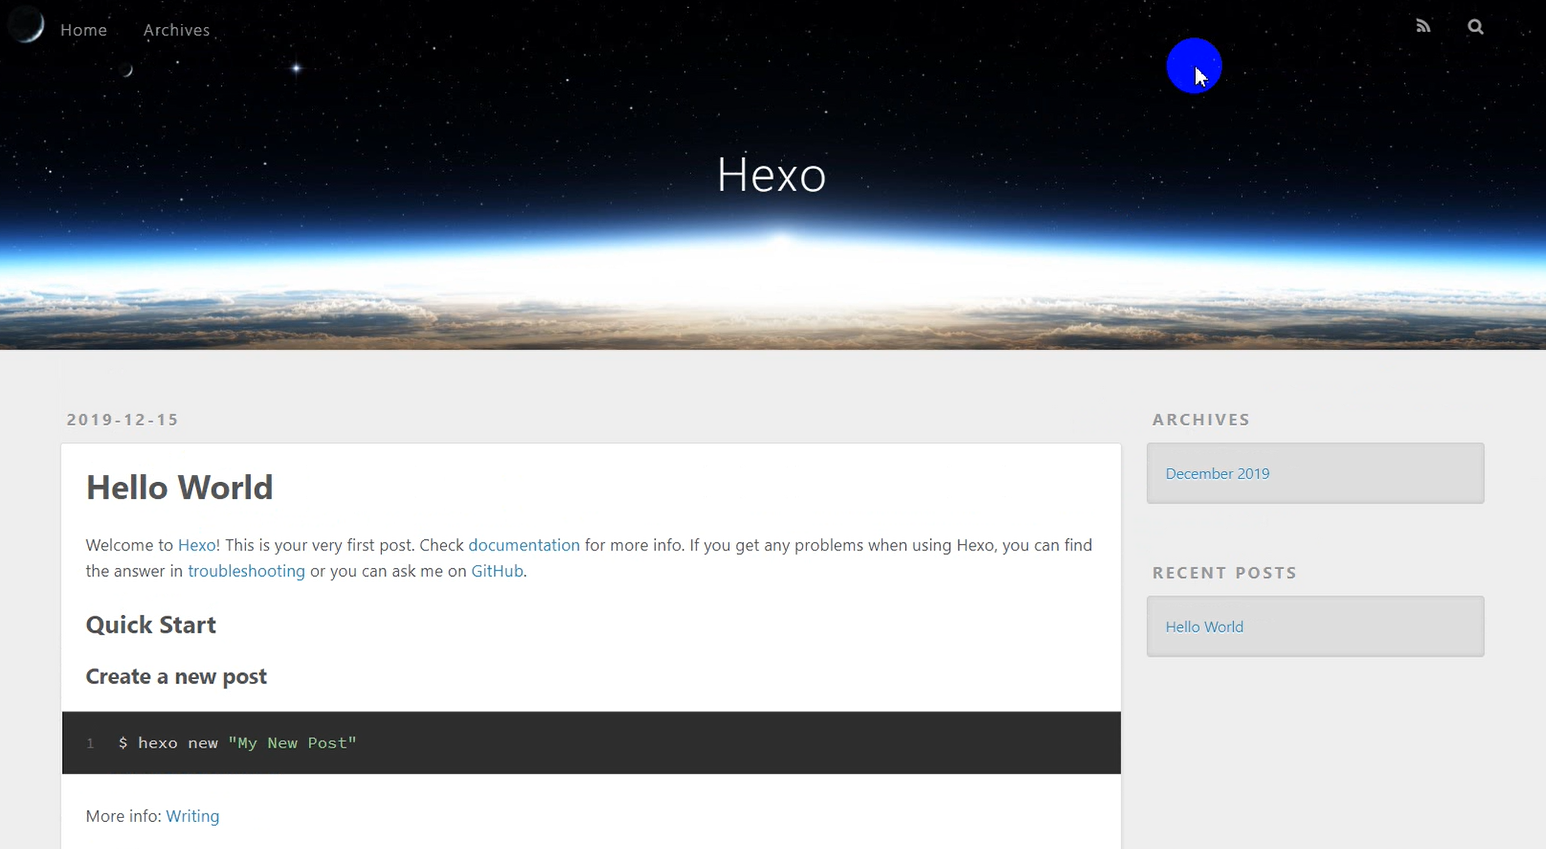 Home Archives
Hexo
2019-12-15
Hello World
Welcome to Hexo! This is your very first post. Check documentation for more info. If you get any problems when using Hexo, you can find
the answer in troubleshooting or you can ask me on GitHub.
Quick Start
Create a new post
1 $ hexo new "My New Post"
More info: Writing
ARCHIVES
December 2019
RECENT POSTS
Hello World